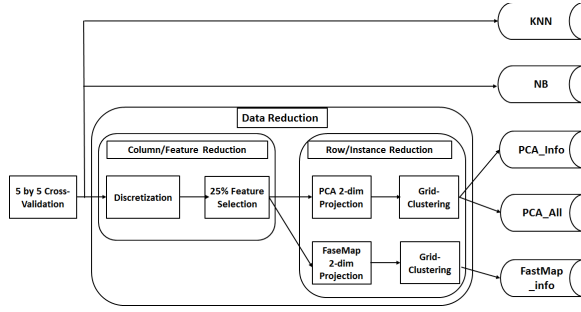 KNN
NB
Data Reduction
Column/Feature Reduction
Row/Instance Reduction
PCA_Info
5 by 5 Cross-
Validation
Discretization
25% Feature
Selection
PCA 2-dim
Projection
Grid-
Clustering
PCA_All
FaseMap
2-dim
Projection
Grid-
Clustering
FastMap
_info